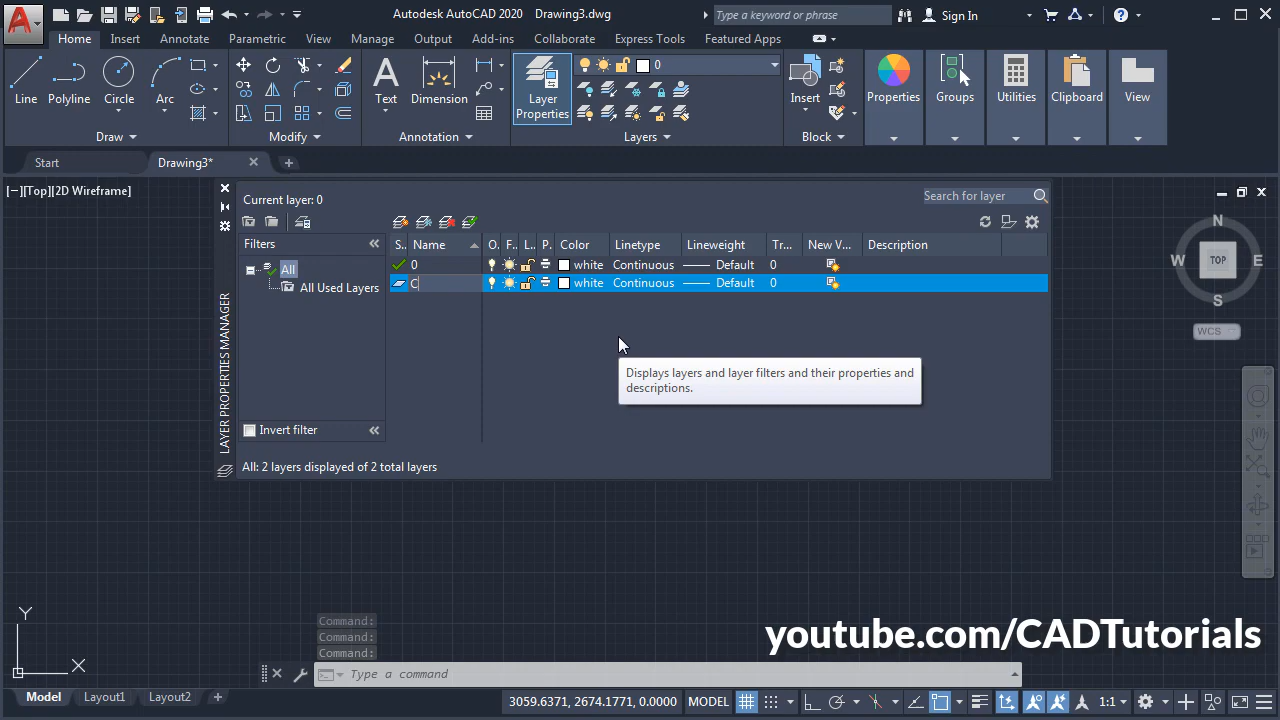 A
Autodesk AutoCAD 2020 Drawing3.dwg
Type a keyword or phrase
Sign In
Home Insert Annotate Parametric View Manage Output Add-ins Collaborate Express Tools Featured Apps
Line Polyline Circle Arc
Text Dimension
Layer
Properties
0
Insert
Properties Groups Utilities Clipboard View
Draw Modify Annotation Layers Block
Start Drawing3*
[−][Top][2D Wireframe]
Current layer: 0
Search for layer
Filters
S.. Name O. F.. L.. P.. Color Linetype Lineweight Tr... New V... Description
All
All Used Layers
0 white Continuous Default 0
C white Continuous Default 0
Displays layers and layer filters and their properties and
descriptions.
Invert filter
All: 2 layers displayed of 2 total layers
LAYER PROPERTIES MANAGER
N
W TOP E
S
WCS
Y
X
Command:
Command:
Command:
Type a command
youtube.com/CADTutorials
Model Layout1 Layout2
3059.6371, 2674.1771, 0.0000 MODEL
1:1